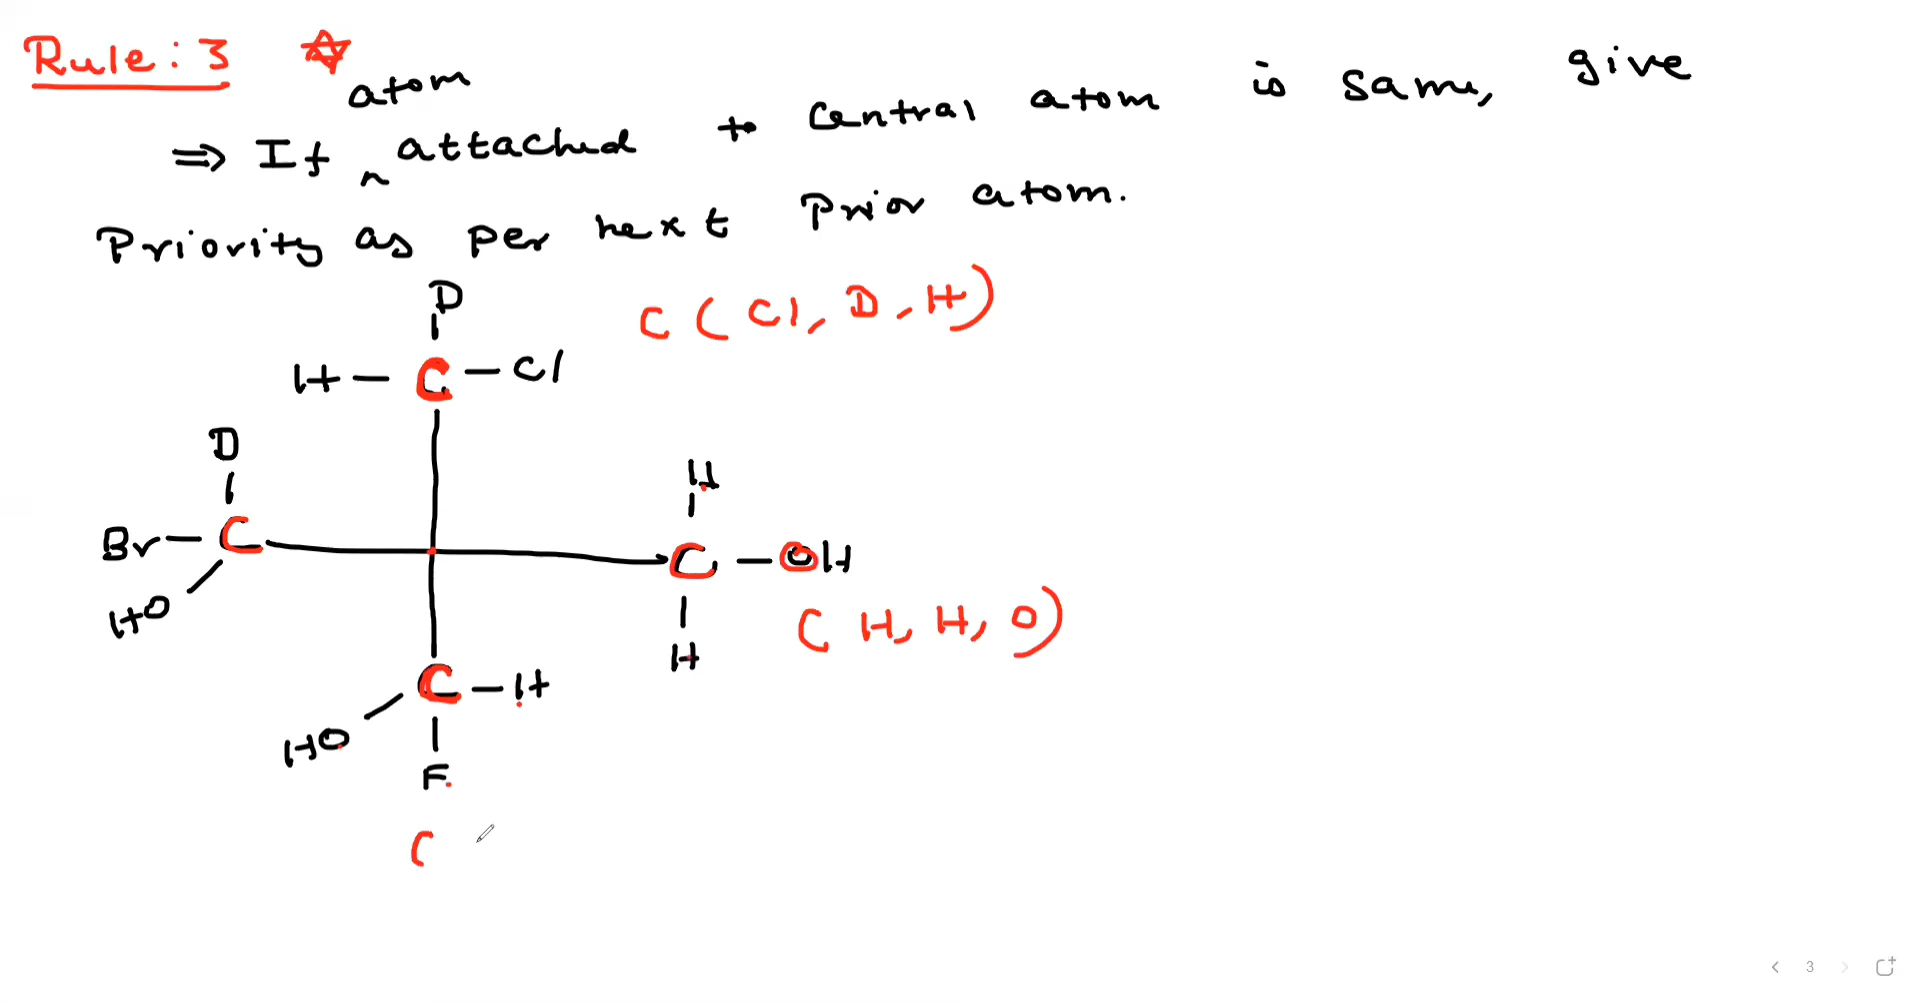 Rule: 3
atom
⇒ If ^ attached to central atom is same, give
Priority as per next prior atom.
D
C ( Cl, D, H )
H – C – Cl
D
H
Br – C
C – OH
HO
( H, H, O )
H
C – H
HO
F
(
3